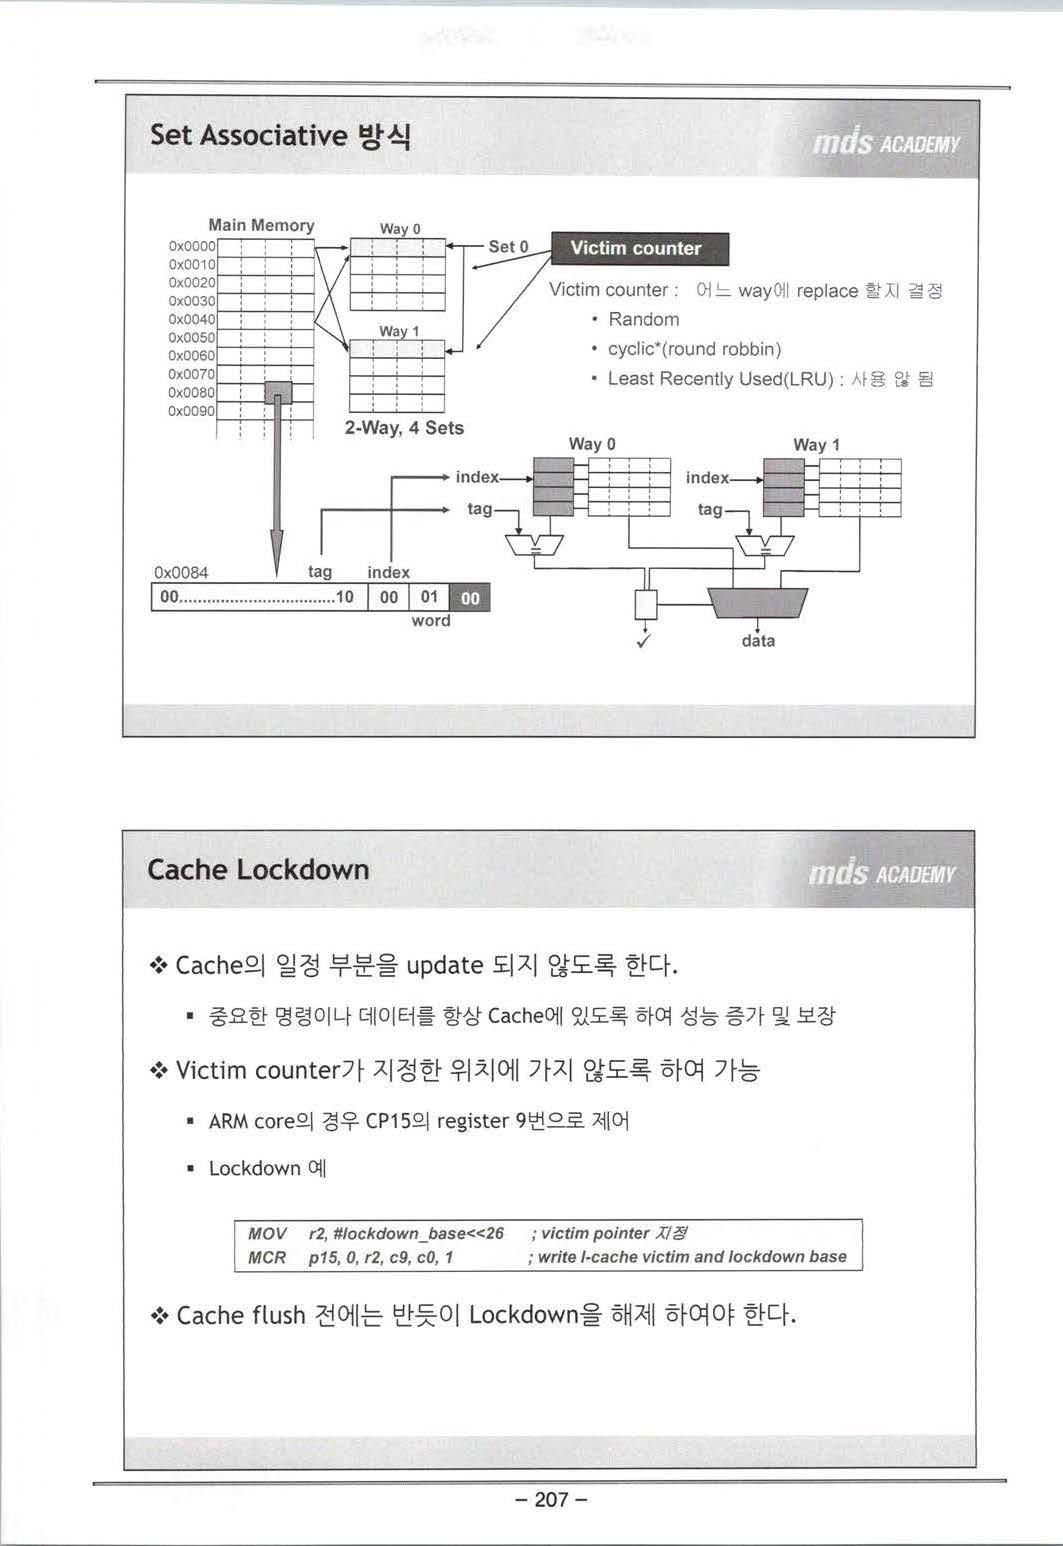 Set Associative 방식
mds ACADEMY
Main Memory
0x0000
0x0010
0x0020
0x0030
0x0040
0x0050
0x0060
0x0070
0x0080
0x0090
Way 0
Set 0
Way 1
2-Way, 4 Sets
Victim counter
Victim counter : 어느 way에 replace 할지 결정
• Random
• cyclic*(round robbin)
• Least Recently Used(LRU) : 사용 않 됨
Way 0
Way 1
index
index
tag
tag
=
=
0x0084
tag
index
00..................................10 00 01 00
word
✓
data
Cache Lockdown
mds ACADEMY
❖ Cache의 일정 부분을 update 되지 않도록 한다.
▪ 중요한 명령이나 데이터를 항상 Cache에 있도록 하여 성능 증가 및 보장
❖ Victim counter가 지정한 위치에 가지 않도록 하여 가능
▪ ARM core의 경우 CP15의 register 9번으로 제어
▪ Lockdown 예
MOV r2, #lockdown_base<<26 ; victim pointer 지정
MCR p15, 0, r2, c9, c0, 1 ; write I-cache victim and lockdown base
❖ Cache flush 전에는 반듯이 Lockdown을 해제 하여야 한다.
– 207 –